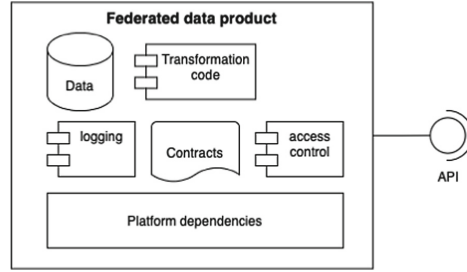 Federated data product
Data
Transformation
code
logging
Contracts
access
control
API
Platform dependencies